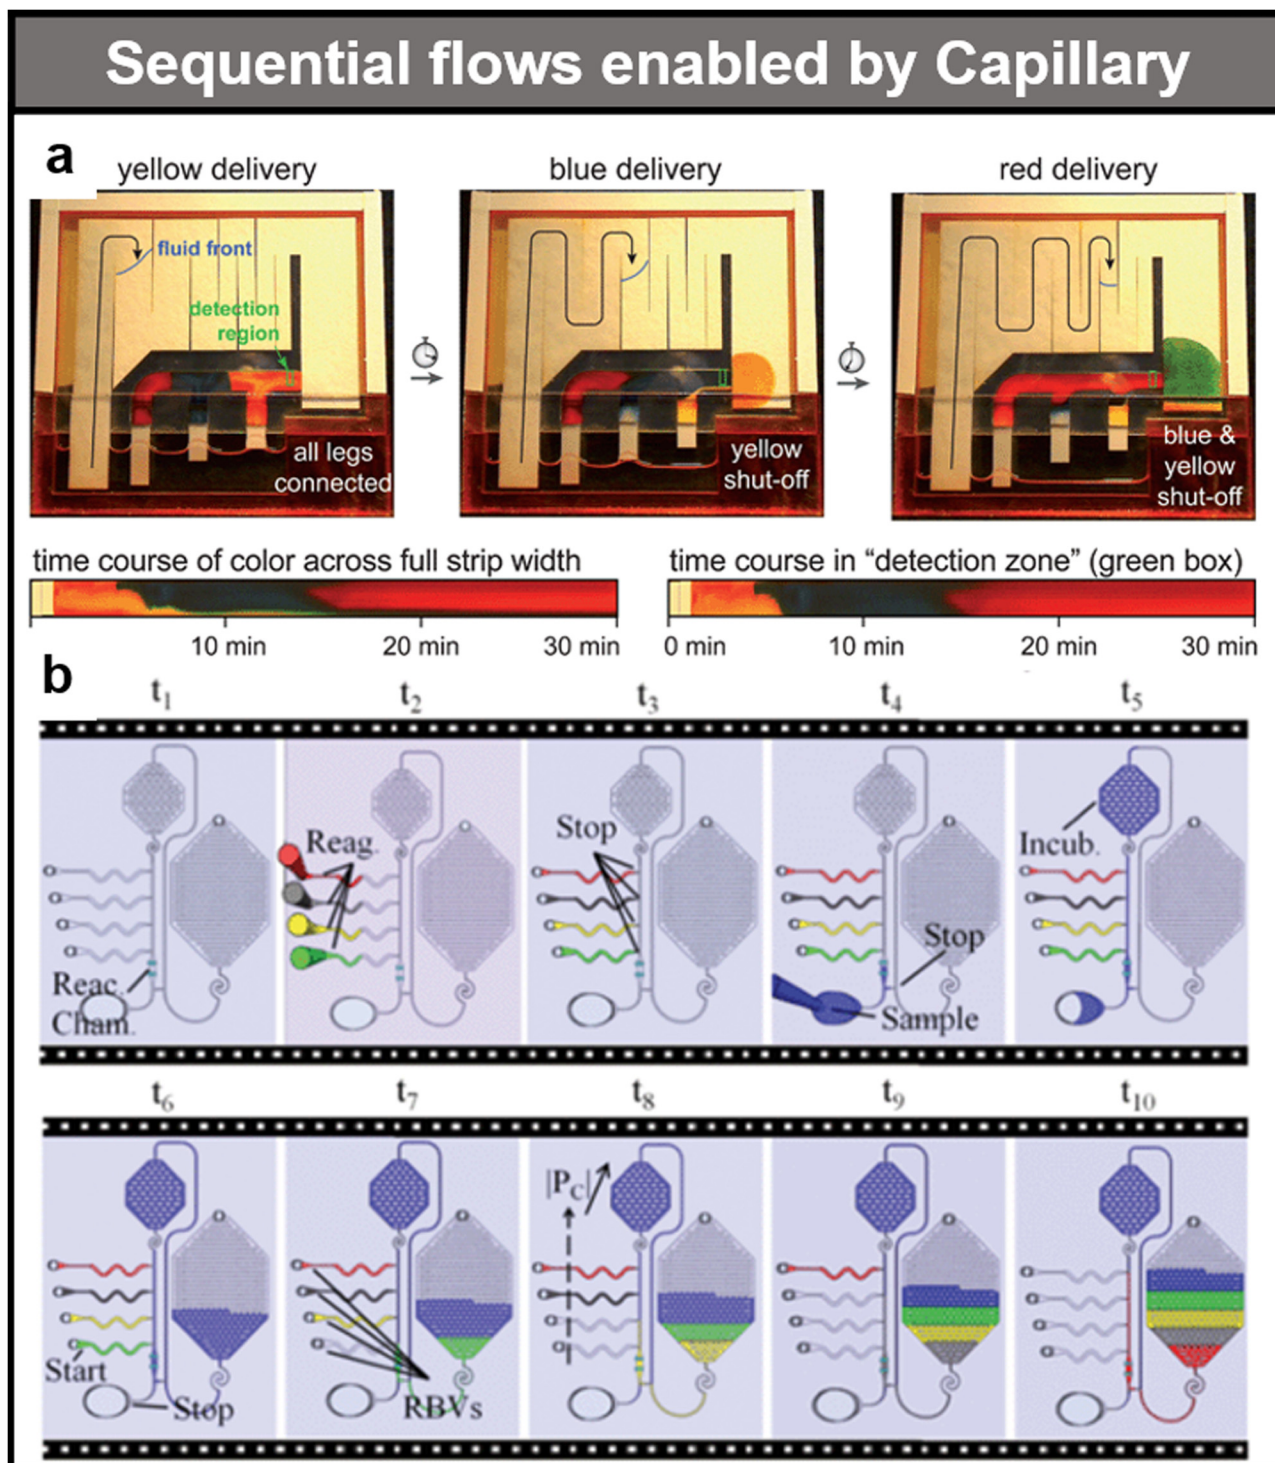 Sequential flows enabled by Capillary
a
yellow delivery
blue delivery
red delivery
fluid front
detection
region
all legs
connected
yellow
shut-off
blue &
yellow
shut-off
time course of color across full strip width
10 min
20 min
30 min
time course in “detection zone” (green box)
0 min
10 min
20 min
30 min
b
t1
t2
t3
t4
t5
Reac.
Cham.
Reag.
Stop
Stop
Sample
Incub.
t6
t7
t8
t9
t10
Start
Stop
RBVs
|PC|